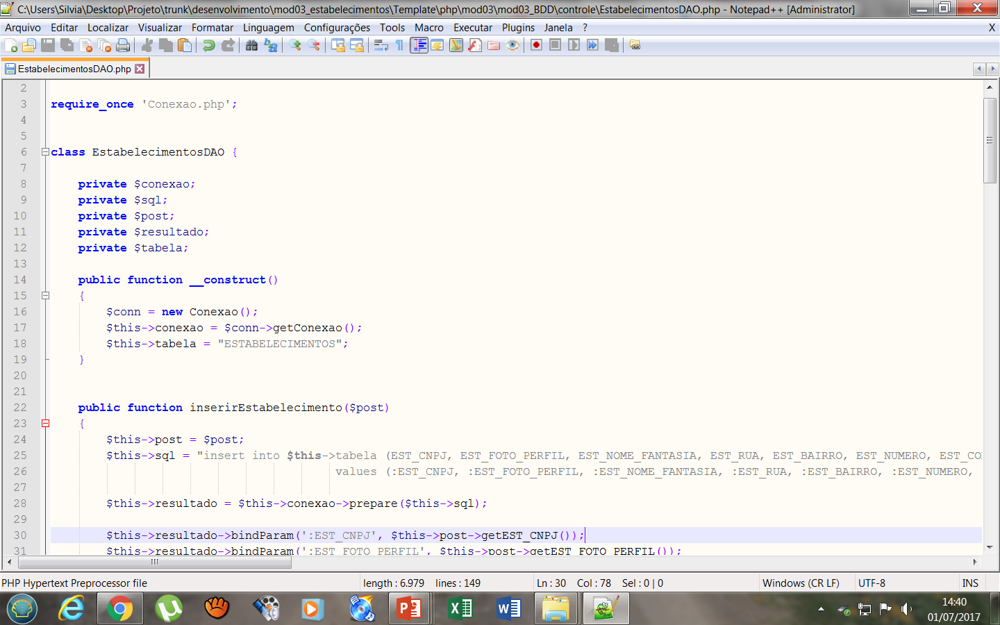 C:\Users\Silvia\Desktop\Projeto\trunk\desenvolvimento\mod03_estabelecimentos\Template\php\mod03\mod03_BDD\controle\EstabelecimentosDAO.php - Notepad++ [Administrator]
Arquivo Editar Localizar Visualizar Formatar Linguagem Configurações Tools Macro Executar Plugins Janela ? X
EstabelecimentosDAO.php
2
3 require_once 'Conexao.php';
4
5
6 class EstabelecimentosDAO {
7
8 private $conexao;
9 private $sql;
10 private $post;
11 private $resultado;
12 private $tabela;
13
14 public function __construct()
15 {
16 $conn = new Conexao();
17 $this->conexao = $conn->getConexao();
18 $this->tabela = "ESTABELECIMENTOS";
19 }
20
21
22 public function inserirEstabelecimento($post)
23 {
24 $this->post = $post;
25 $this->sql = "insert into $this->tabela (EST_CNPJ, EST_FOTO_PERFIL, EST_NOME_FANTASIA, EST_RUA, EST_BAIRRO, EST_NUMERO, EST_CO
26 values (:EST_CNPJ, :EST_FOTO_PERFIL, :EST_NOME_FANTASIA, :EST_RUA, :EST_BAIRRO, :EST_NUMERO,
27
28 $this->resultado = $this->conexao->prepare($this->sql);
29
30 $this->resultado->bindParam(':EST_CNPJ', $this->post->getEST_CNPJ());
31 $this->resultado->bindParam(':EST_FOTO_PERFIL', $this->post->getEST_FOTO_PERFIL());
PHP Hypertext Preprocessor file length : 6.979 lines : 149 Ln : 30 Col : 78 Sel : 0 | 0 Windows (CR LF) UTF-8 INS
14:40
01/07/2017